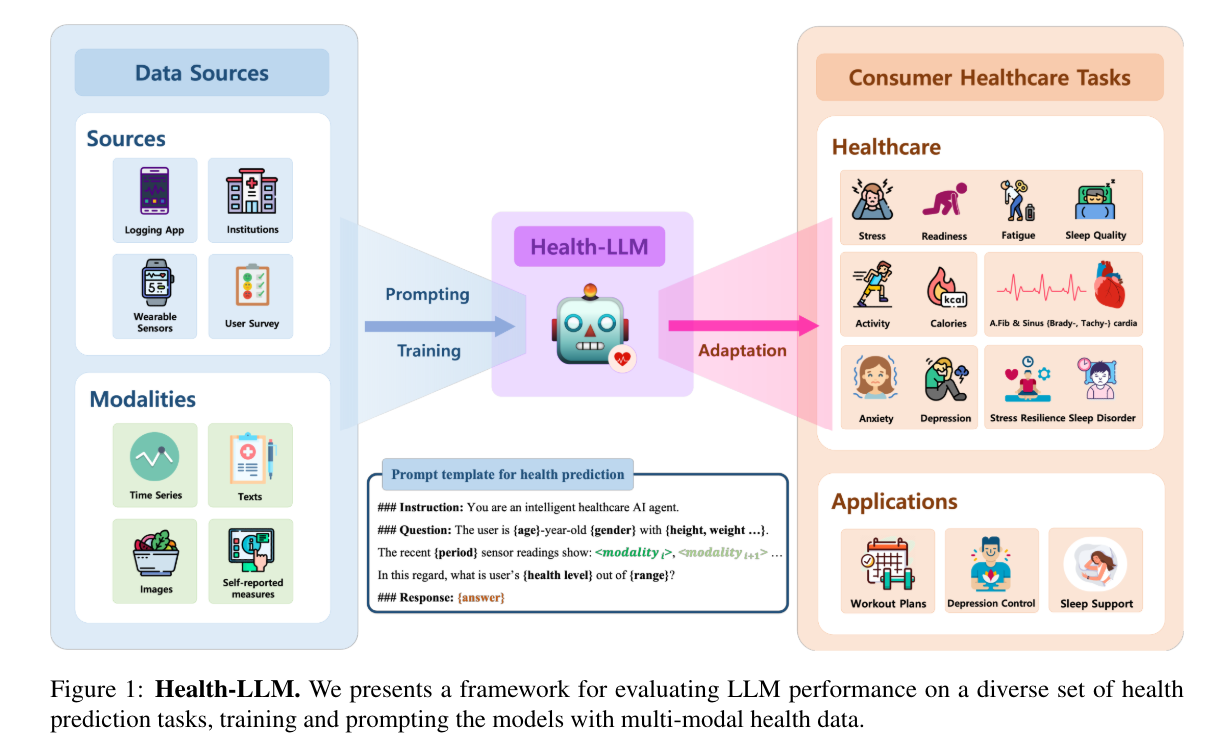 Data Sources
Sources
Logging App
Institutions
Wearable
Sensors
5
User Survey
Modalities
Time Series
Texts
Images
Self-reported
measures
Prompting
Training
Health-LLM
Adaptation
Prompt template for health prediction
### Instruction: You are an intelligent healthcare AI agent.
### Question: The user is {age}-year-old {gender} with {height, weight ...}.
The recent {period} sensor readings show: <modality i>, <modality i+1> ...
In this regard, what is user's {health level} out of {range}?
### Response: {answer}
Consumer Healthcare Tasks
Healthcare
Stress
Readiness
Fatigue
z z
Sleep Quality
Activity
kcal
Calories
A.Fib & Sinus (Brady-, Tachy-) cardia
Anxiety
Depression
Stress Resilience
Sleep Disorder
Applications
Workout Plans
Depression Control
Sleep Support
Figure 1: Health-LLM. We presents a framework for evaluating LLM performance on a diverse set of health
prediction tasks, training and prompting the models with multi-modal health data.